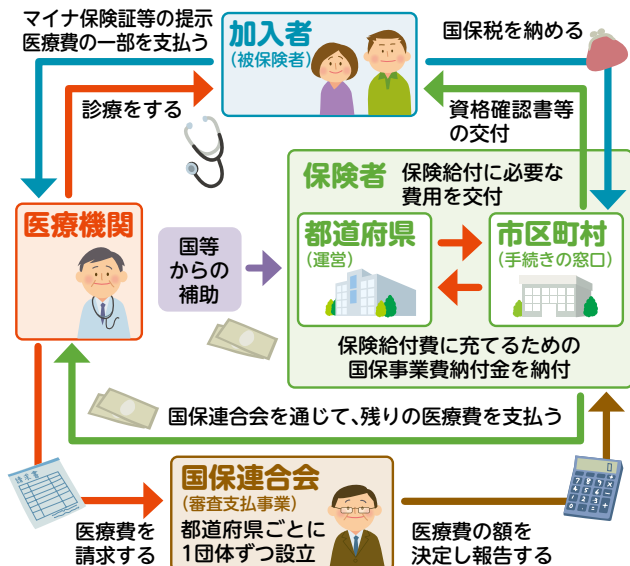 マイナ保険証等の提示
医療費の一部を支払う
加入者
(被保険者)
国保税を納める
診療をする
資格確認書等
の交付
保険者
保険給付に必要な
費用を交付
医療機関
国等
からの
補助
都道府県
(運営)
市区町村
(手続きの窓口)
保険給付費に充てるための
国保事業費納付金を納付
国保連合会を通じて、残りの医療費を支払う
請求書
国保連合会
(審査支払事業)
都道府県ごとに
1団体ずつ設立
医療費を
請求する
医療費の額を
決定し報告する